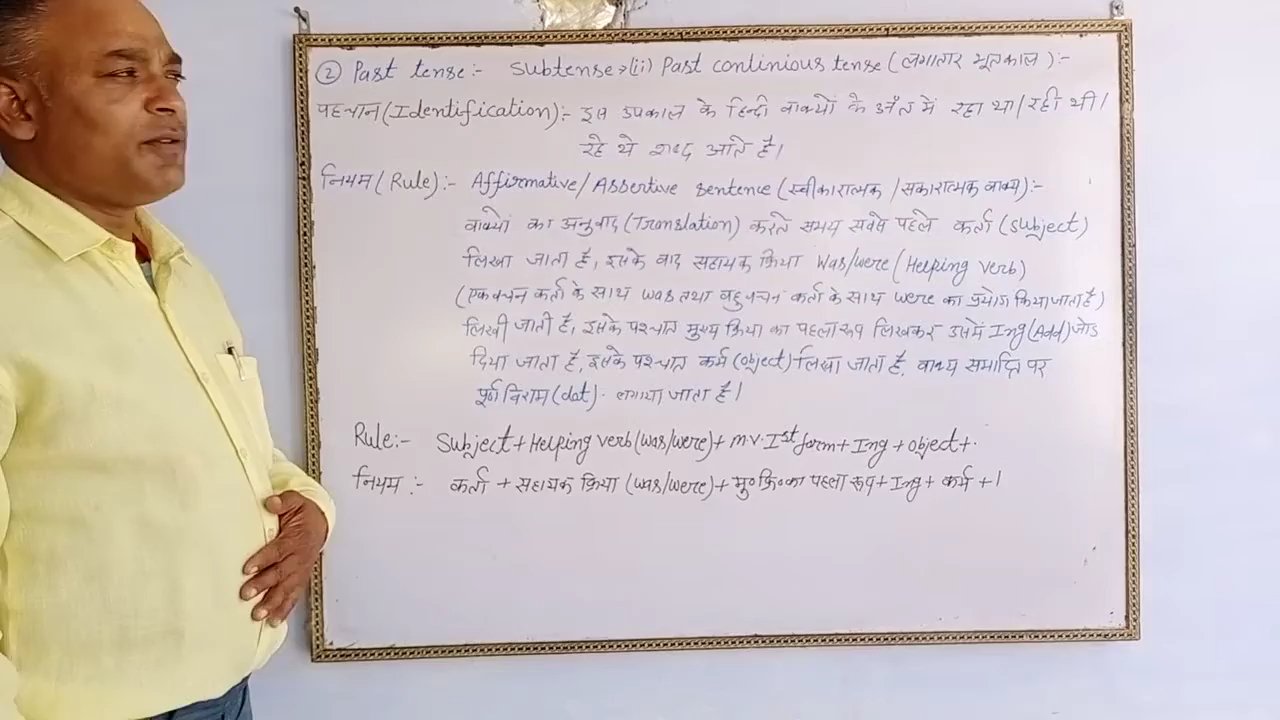 ② Past tense:- Subtense→(ii) Past continious tense (लगातार भूतकाल):-
पहचान(Identification):- इस उपकाल के हिन्दी वाक्यों के अंत में रहा था/रही थी/
रहे थे शब्द आते है।
नियम(Rule):- Affirmative/Assertive sentence(स्वीकारात्मक/सकारात्मक वाक्य):-
वाक्यों का अनुवाद(Translation) करते समय सबसे पहले कर्ता(subject)
लिखा जाता है, इसके बाद सहायक क्रिया was/were(Helping verb)
(एकवचन कर्ता के साथ was तथा बहुवचन कर्ता के साथ were का प्रयोग किया जाता है)
लिखी जाती है, इसके पश्चात मुख्य क्रिया का पहला रूप लिखकर उसमें Ing(Add) जोड
दिया जाता है, इसके पश्चात कर्म(object) लिखा जाता है, वाक्य समाप्ति पर
पूर्ण विराम(dot). लगाया जाता है।
Rule:- Subject+Helping verb(was/were)+m.v.Ist form+Ing+object+.
नियम:- कर्ता+सहायक क्रिया(was/were)+मु०क्रि०का पहला रूप+Ing+कर्म+।